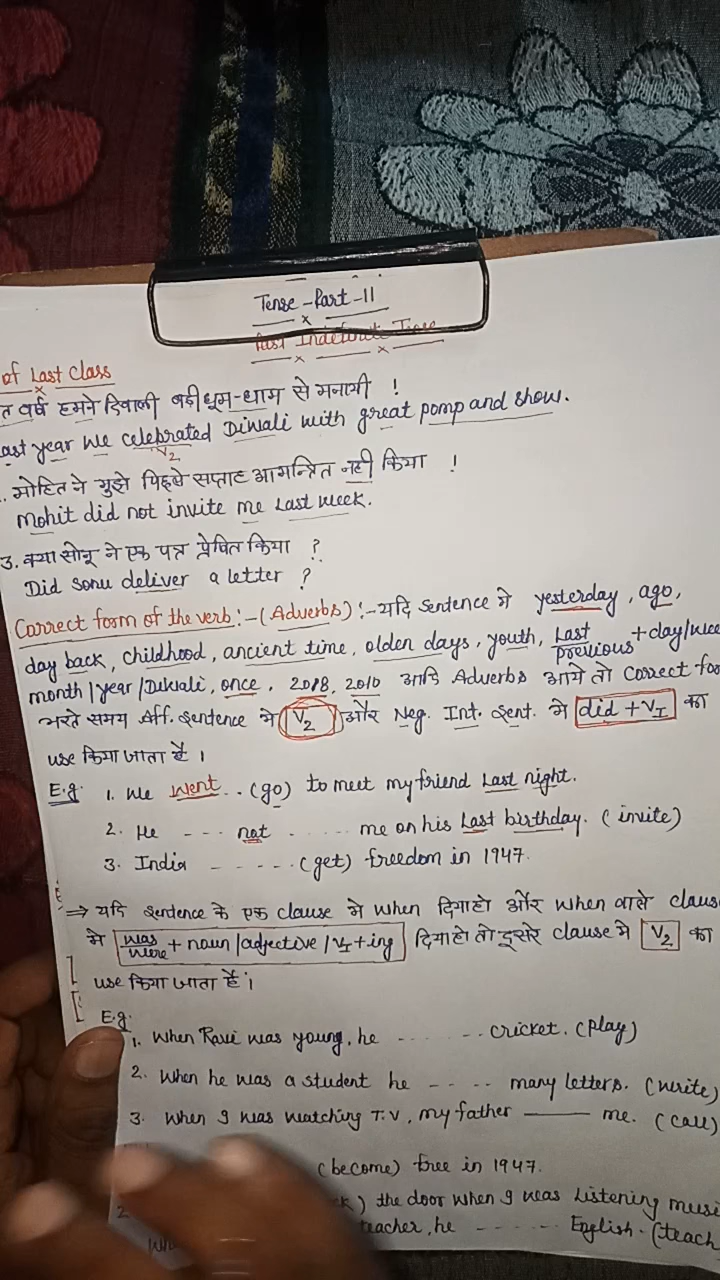 Tense-Part-II
Past Indefinite Tense
of Last class
वर्ष हमने दिवाली बड़ी धूम-धाम से मनायी !
ast year we celebrated Diwali with great pomp and show.
V2
मोहित ने मुझे पिछ्ले सप्ताह आमन्त्रित नही किया !
Mohit did not invite me Last week.
3. क्या सोनू ने एक पत्र प्रेषित किया ?
Did sonu deliver a letter ?
Correct form of the verb:-(Adverbs):-यदि sentence मे yesterday, ago,
day back, childhood, ancient time, olden days, youth, Last/previous + day/wee
month/year/Diwali, once, 2018, 2010 आदि Adverbs आये तो correct fo
भरते समय Aff. sentence मे V2 और Neg. Int. sent. मे did + VI का
use किया जाता है ।
E.g. 1. We went.. (go) to meet my friend Last night.
2. He --- not ..... me on his Last birthday. (invite)
3. India - - - - - (get) freedom in 1947.
⇒ यदि sentence के एक clause मे when दिया हो और when वाले claus
मे was/were + noun/adjective/VI+ing दिया हो तो दूसरे clause मे V2 का
use किया जाता है ।
E.g.
1. When Ravi was young, he ------- cricket. (Play)
2. When he was a student he -- -- many letters. (write)
3. When I was watching T.V, my father ——— me. (call)
(become) free in 1947.
2. ) the door when I was Listening musi
teacher, he - - - - - - English. (teach